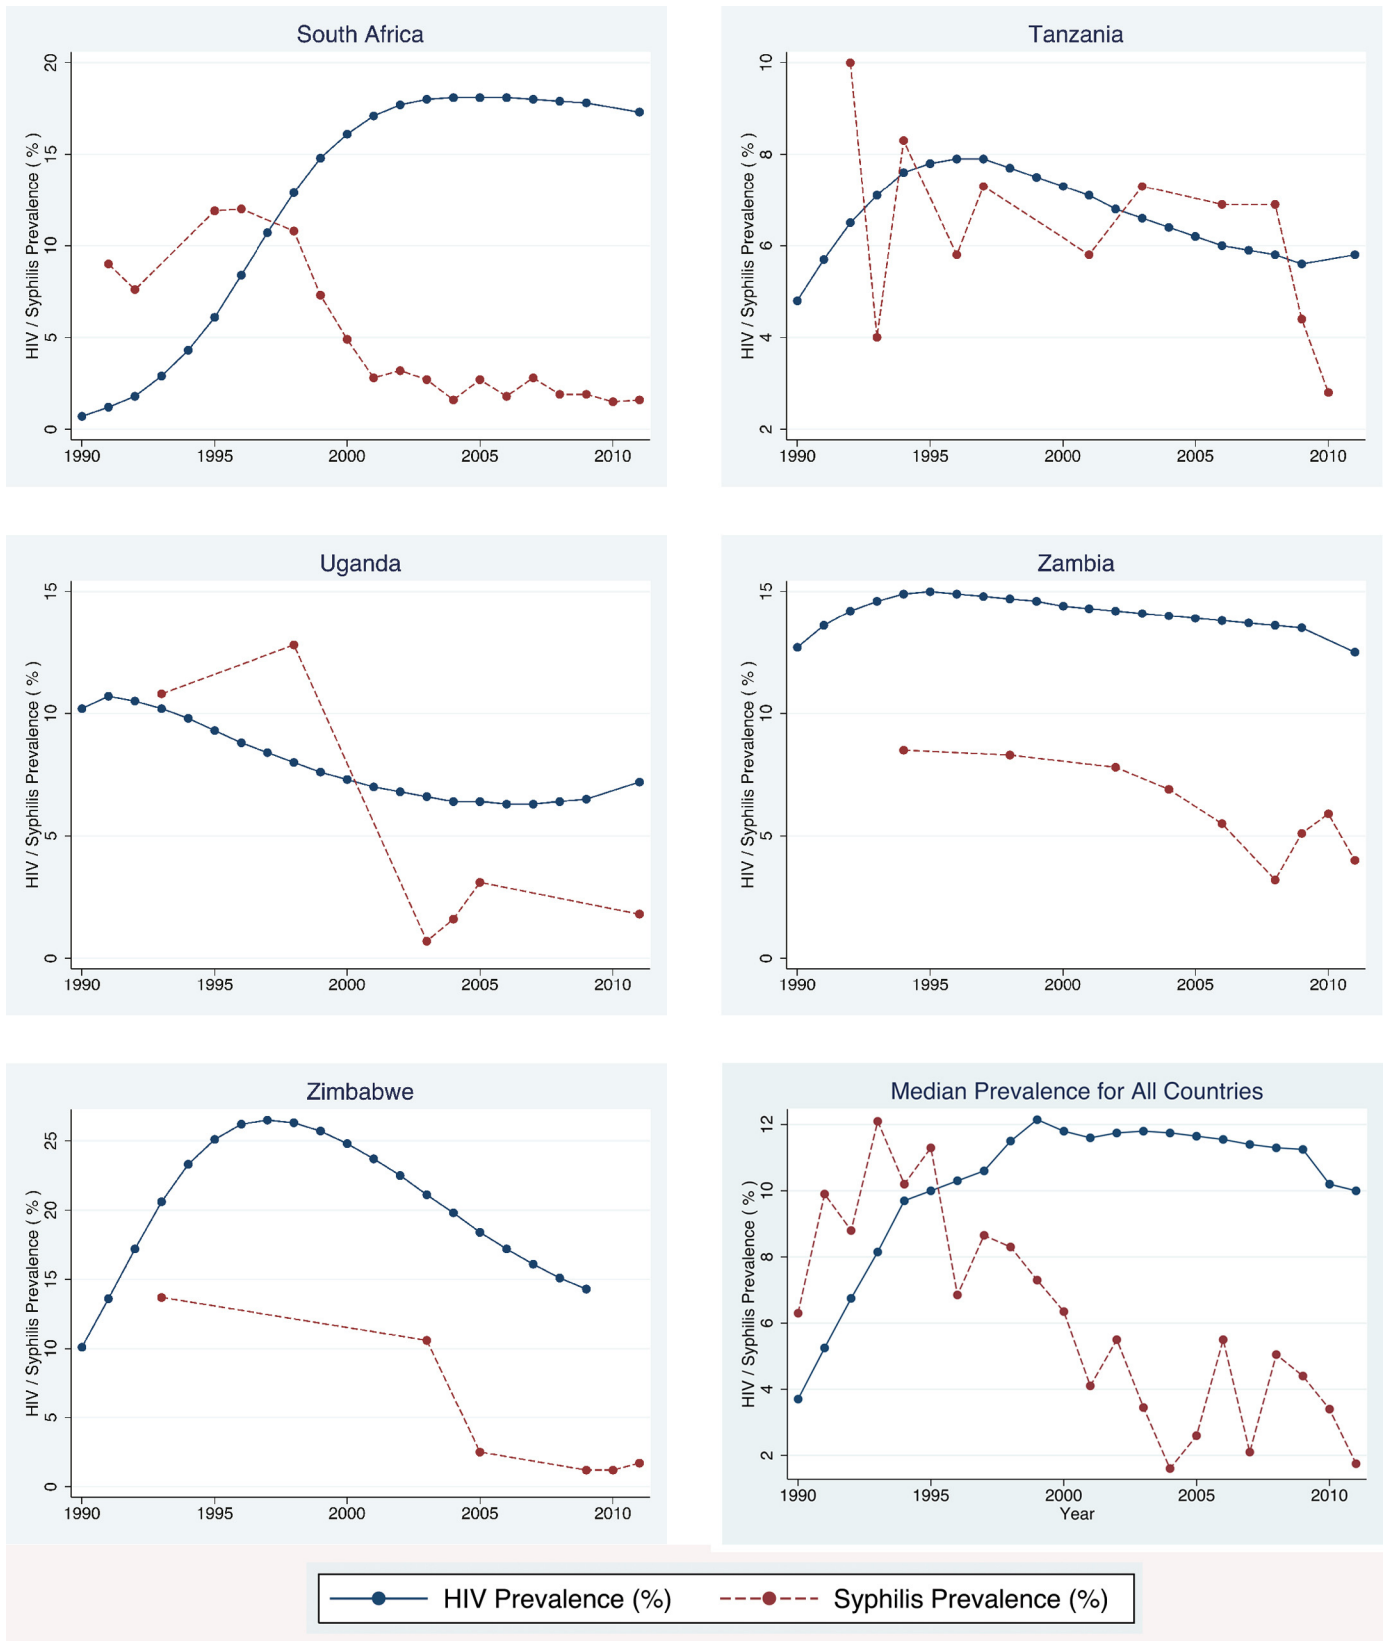 South Africa
HIV / Syphilis Prevalence ( % )
20
15
10
5
0
1990 1995 2000 2005 2010
Tanzania
HIV / Syphilis Prevalence ( % )
10
8
6
4
2
1990 1995 2000 2005 2010
Uganda
HIV / Syphilis Prevalence ( % )
15
10
5
0
1990 1995 2000 2005 2010
Zambia
HIV / Syphilis Prevalence ( % )
15
10
5
0
1990 1995 2000 2005 2010
Zimbabwe
HIV / Syphilis Prevalence ( % )
25
20
15
10
5
0
1990 1995 2000 2005 2010
Median Prevalence for All Countries
HIV / Syphilis Prevalence ( % )
12
10
8
6
4
2
1990 1995 2000 2005 2010
Year
HIV Prevalence (%) Syphilis Prevalence (%)